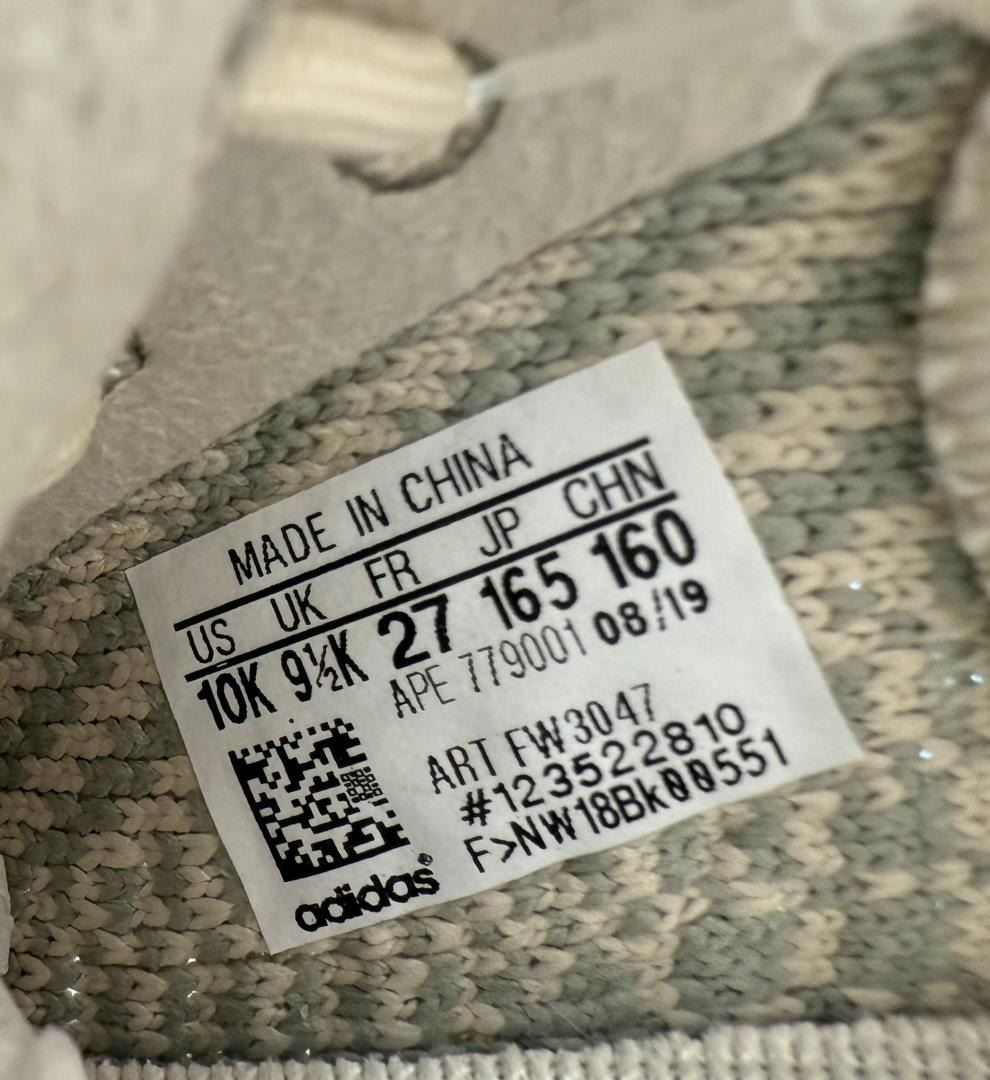 MADE IN CHINA
US UK FR JP CHN
10K 9½K 27 165 160
APE 779001 08/19
ART FW3047
#123522810
F>NW18Bk00551
adidas®